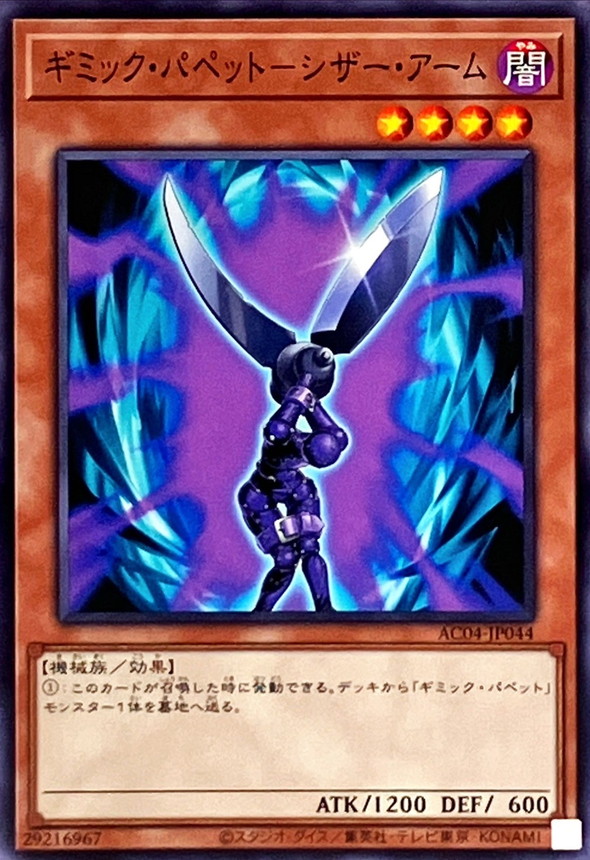 ギミック・パペット－シザー・アーム
闇
やみ
AC04-JP044
【機械族／効果】
①：このカードが召喚した時に発動できる。デッキから「ギミック・パペット」
モンスター1体を墓地へ送る。
ATK/1200 DEF/ 600
29216967 ©スタジオ・ダイス／集英社・テレビ東京・KONAMI